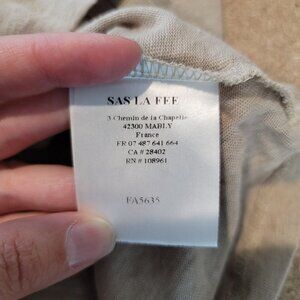 SAS LA FEE
3 Chemin de la Chapelle
42300 MABLY
France
FR 07 487 641 664
CA # 28402
RN # 108961
FA5635